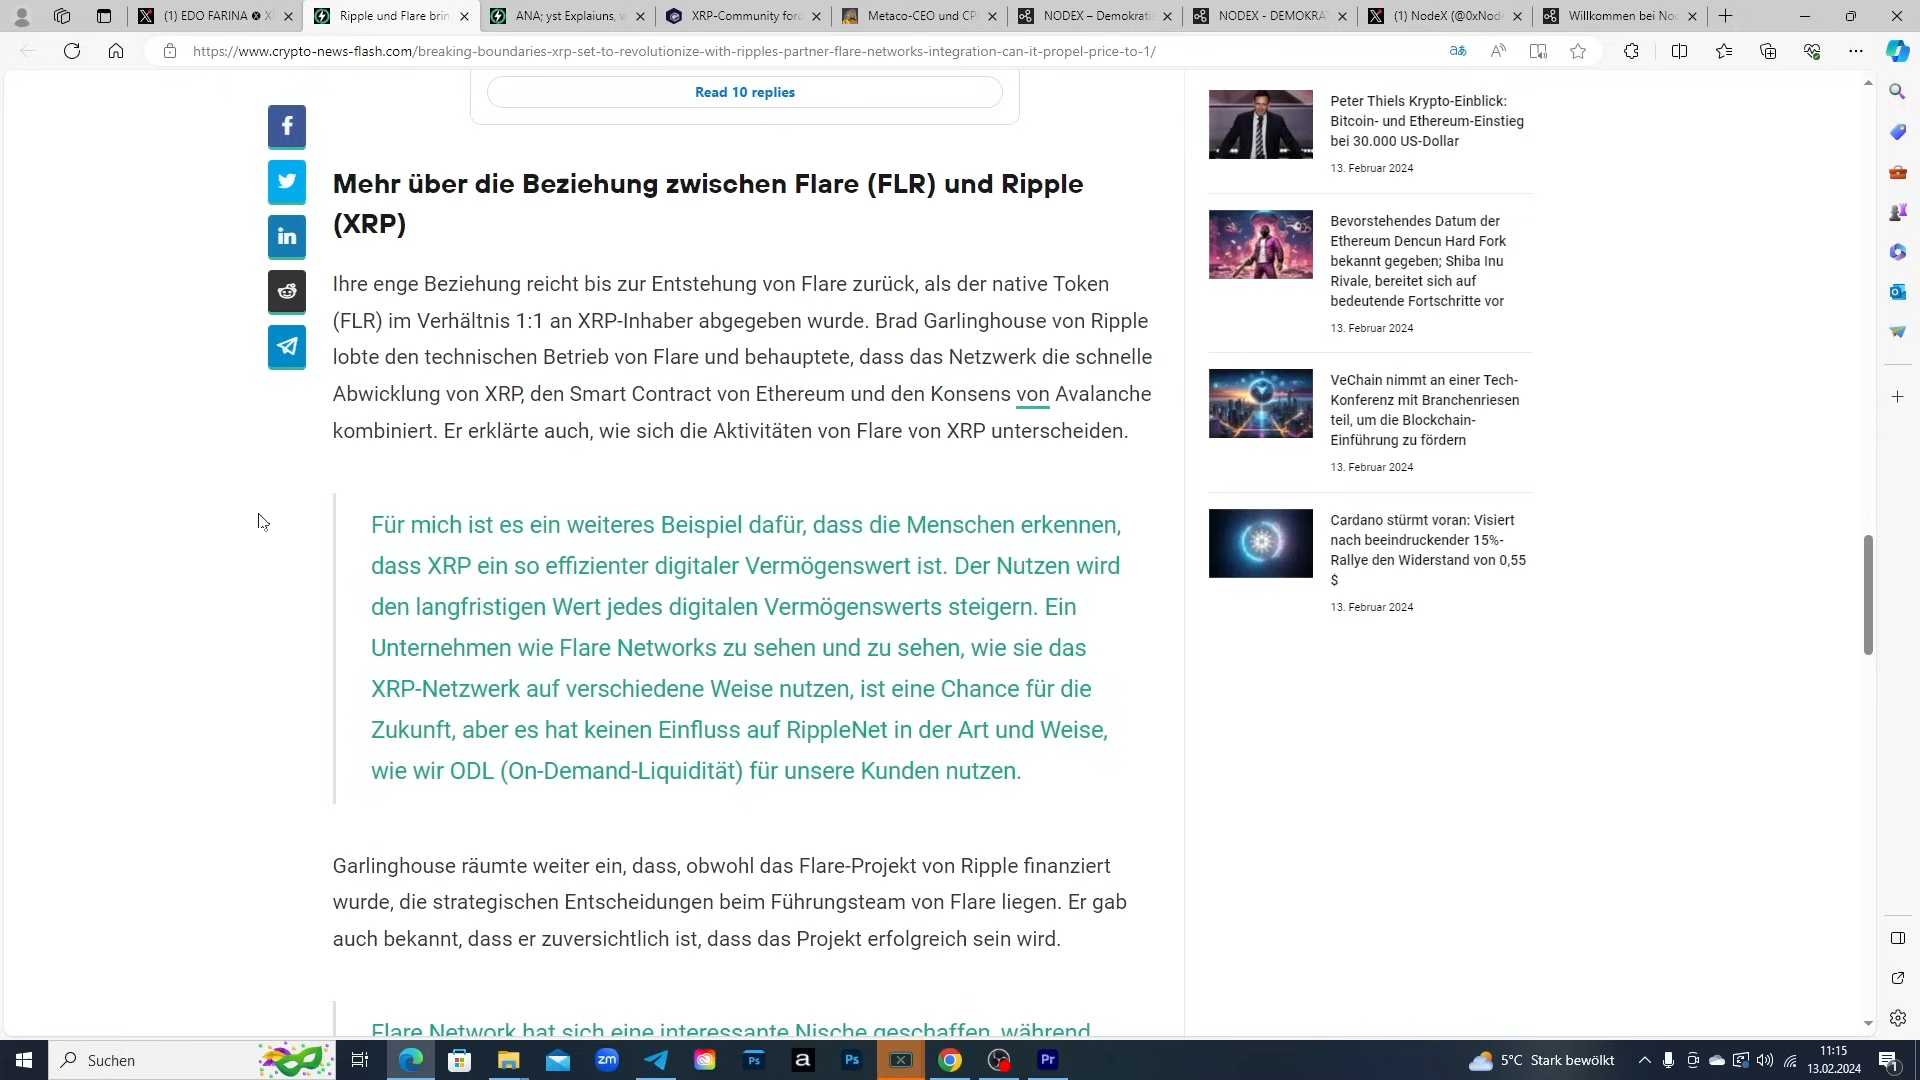 (1) EDO FARINA
Ripple und Flare brin
ANA; yst Explaiuns, w
XRP-Community ford
Metaco-CEO und CP
NODEX – Demokrati
NODEX - DEMOKRA
(1) NodeX (@0xNod
Willkommen bei No
https://www.crypto-news-flash.com/breaking-boundaries-xrp-set-to-revolutionize-with-ripples-partner-flare-networks-integration-can-it-propel-price-to-1/
Read 10 replies
Mehr über die Beziehung zwischen Flare (FLR) und Ripple
(XRP)
Ihre enge Beziehung reicht bis zur Entstehung von Flare zurück, als der native Token
(FLR) im Verhältnis 1:1 an XRP-Inhaber abgegeben wurde. Brad Garlinghouse von Ripple
lobte den technischen Betrieb von Flare und behauptete, dass das Netzwerk die schnelle
Abwicklung von XRP, den Smart Contract von Ethereum und den Konsens von Avalanche
kombiniert. Er erklärte auch, wie sich die Aktivitäten von Flare von XRP unterscheiden.
Für mich ist es ein weiteres Beispiel dafür, dass die Menschen erkennen,
dass XRP ein so effizienter digitaler Vermögenswert ist. Der Nutzen wird
den langfristigen Wert jedes digitalen Vermögenswerts steigern. Ein
Unternehmen wie Flare Networks zu sehen und zu sehen, wie sie das
XRP-Netzwerk auf verschiedene Weise nutzen, ist eine Chance für die
Zukunft, aber es hat keinen Einfluss auf RippleNet in der Art und Weise,
wie wir ODL (On-Demand-Liquidität) für unsere Kunden nutzen.
Garlinghouse räumte weiter ein, dass, obwohl das Flare-Projekt von Ripple finanziert
wurde, die strategischen Entscheidungen beim Führungsteam von Flare liegen. Er gab
auch bekannt, dass er zuversichtlich ist, dass das Projekt erfolgreich sein wird.
Flare Network hat sich eine interessante Nische geschaffen, während
Peter Thiels Krypto-Einblick:
Bitcoin- und Ethereum-Einstieg
bei 30.000 US-Dollar
13. Februar 2024
Bevorstehendes Datum der
Ethereum Dencun Hard Fork
bekannt gegeben; Shiba Inu
Rivale, bereitet sich auf
bedeutende Fortschritte vor
13. Februar 2024
VeChain nimmt an einer Tech-
Konferenz mit Branchenriesen
teil, um die Blockchain-
Einführung zu fördern
13. Februar 2024
Cardano stürmt voran: Visiert
nach beeindruckender 15%-
Rallye den Widerstand von 0,55
$
13. Februar 2024
Suchen
5°C Stark bewölkt
11:15
13.02.2024